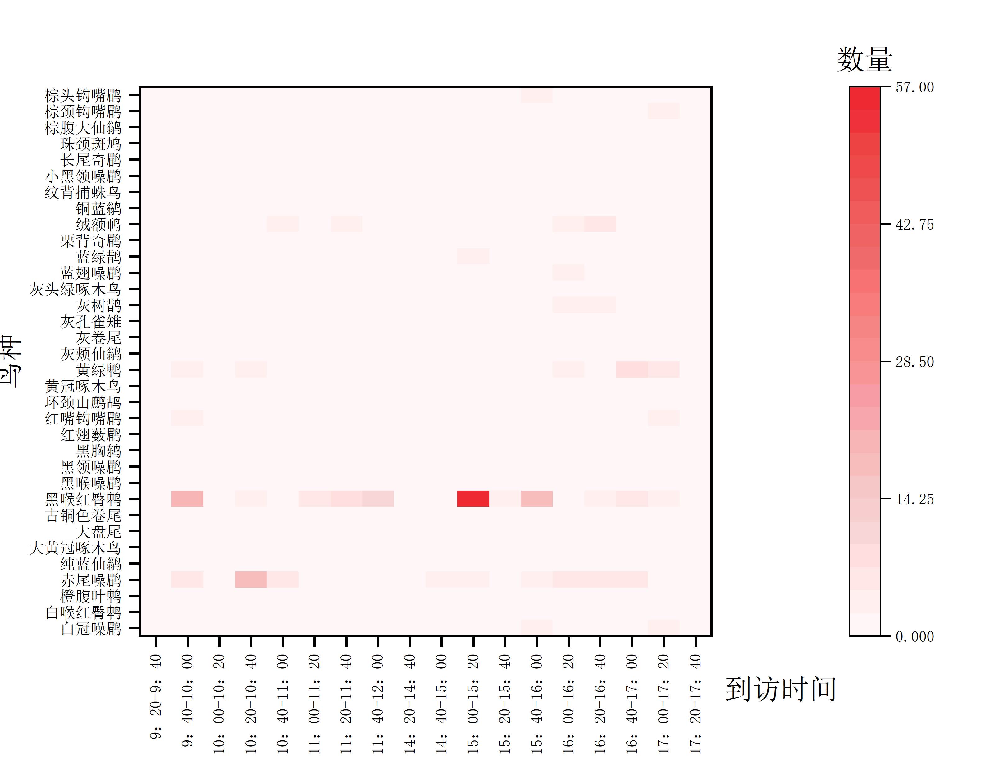 数量
57.00
42.75
28.50
14.25
0.000
棕头钩嘴鹛
棕颈钩嘴鹛
棕腹大仙鹟
珠颈斑鸠
长尾奇鹛
小黑领噪鹛
纹背捕蛛鸟
铜蓝鹟
绒额䴓
栗背奇鹛
蓝绿鹊
蓝翅噪鹛
灰头绿啄木鸟
灰树鹊
灰孔雀雉
灰卷尾
灰颊仙鹟
黄绿鹎
黄冠啄木鸟
环颈山鹧鸪
红嘴钩嘴鹛
红翅薮鹛
黑胸鸫
黑领噪鹛
黑喉噪鹛
黑喉红臀鹎
古铜色卷尾
大盘尾
大黄冠啄木鸟
纯蓝仙鹟
赤尾噪鹛
橙腹叶鹎
白喉红臀鹎
白冠噪鹛
鸟种
9: 20-9: 40
9: 40-10: 00
10: 00-10: 20
10: 20-10: 40
10: 40-11: 00
11: 00-11: 20
11: 20-11: 40
11: 40-12: 00
14: 20-14: 40
14: 40-15: 00
15: 00-15: 20
15: 20-15: 40
15: 40-16: 00
16: 00-16: 20
16: 20-16: 40
16: 40-17: 00
17: 00-17: 20
17: 20-17: 40
到访时间